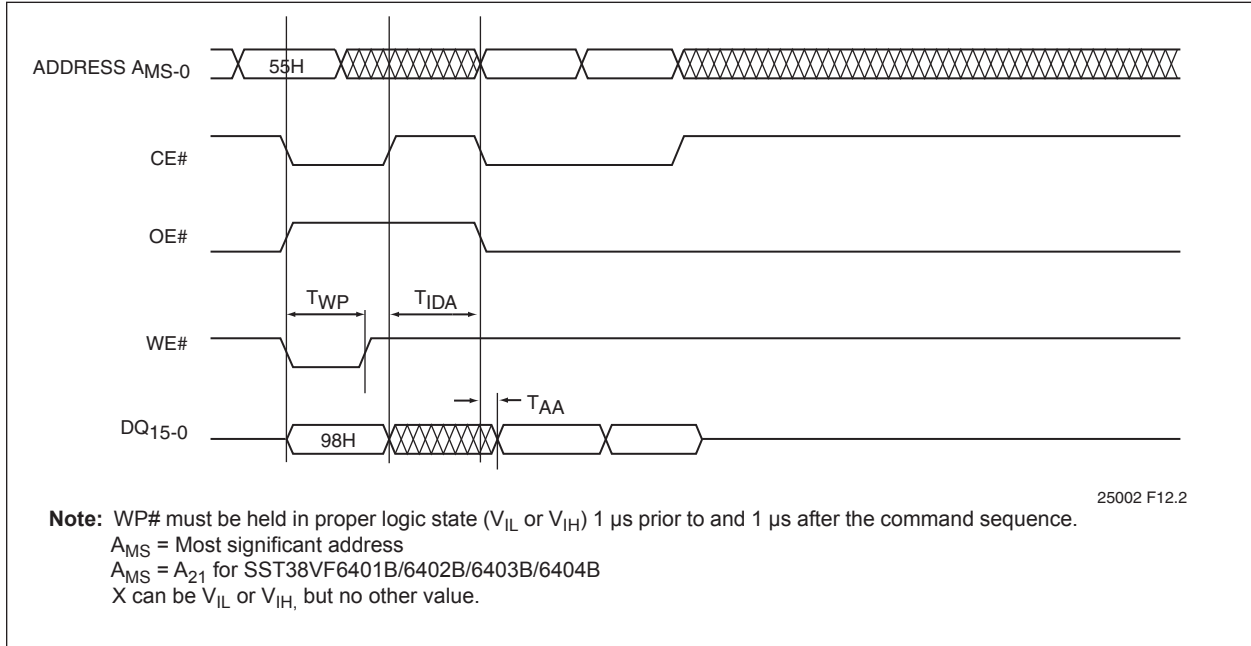 ADDRESS AMS-0
55H
CE#
OE#
TWP
TIDA
WE#
TAA
DQ15-0
98H
25002 F12.2
Note: WP# must be held in proper logic state (VIL or VIH) 1 µs prior to and 1 µs after the command sequence.
AMS = Most significant address
AMS = A21 for SST38VF6401B/6402B/6403B/6404B
X can be VIL or VIH, but no other value.